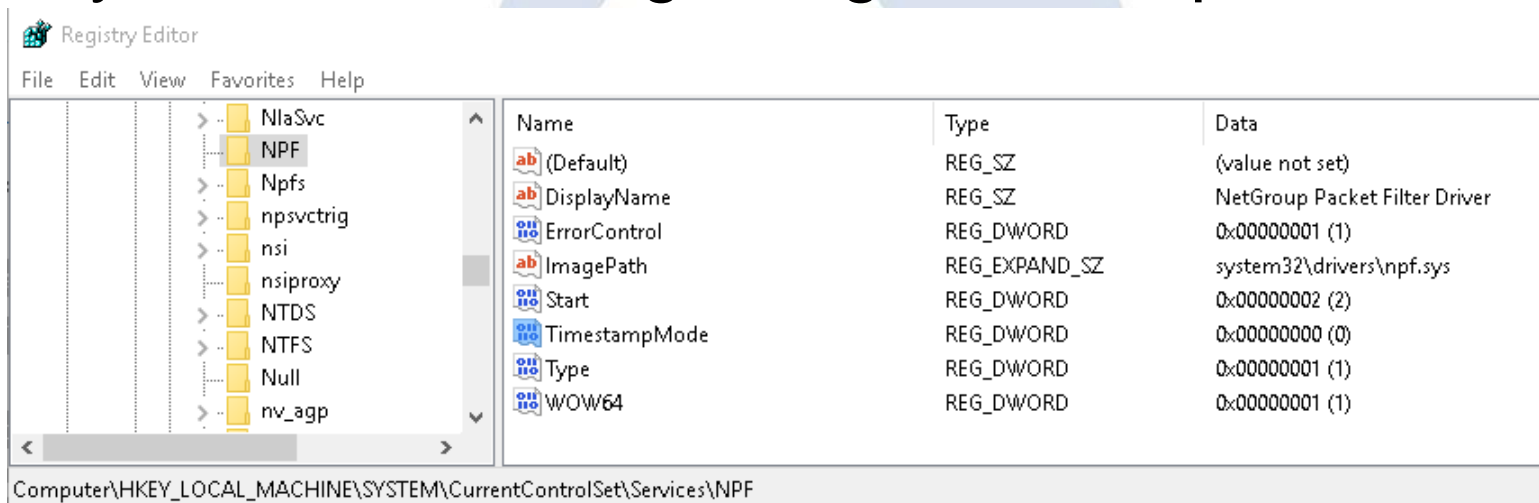 Registry Editor
File Edit View Favorites Help
NlaSvc
NPF
Npfs
npsvctrig
nsi
nsiproxy
NTDS
NTFS
Null
nv_agp
Name Type Data
(Default) REG_SZ (value not set)
DisplayName REG_SZ NetGroup Packet Filter Driver
ErrorControl REG_DWORD 0x00000001 (1)
ImagePath REG_EXPAND_SZ system32\drivers\npf.sys
Start REG_DWORD 0x00000002 (2)
TimestampMode REG_DWORD 0x00000000 (0)
Type REG_DWORD 0x00000001 (1)
WOW64 REG_DWORD 0x00000001 (1)
Computer\HKEY_LOCAL_MACHINE\SYSTEM\CurrentControlSet\Services\NPF